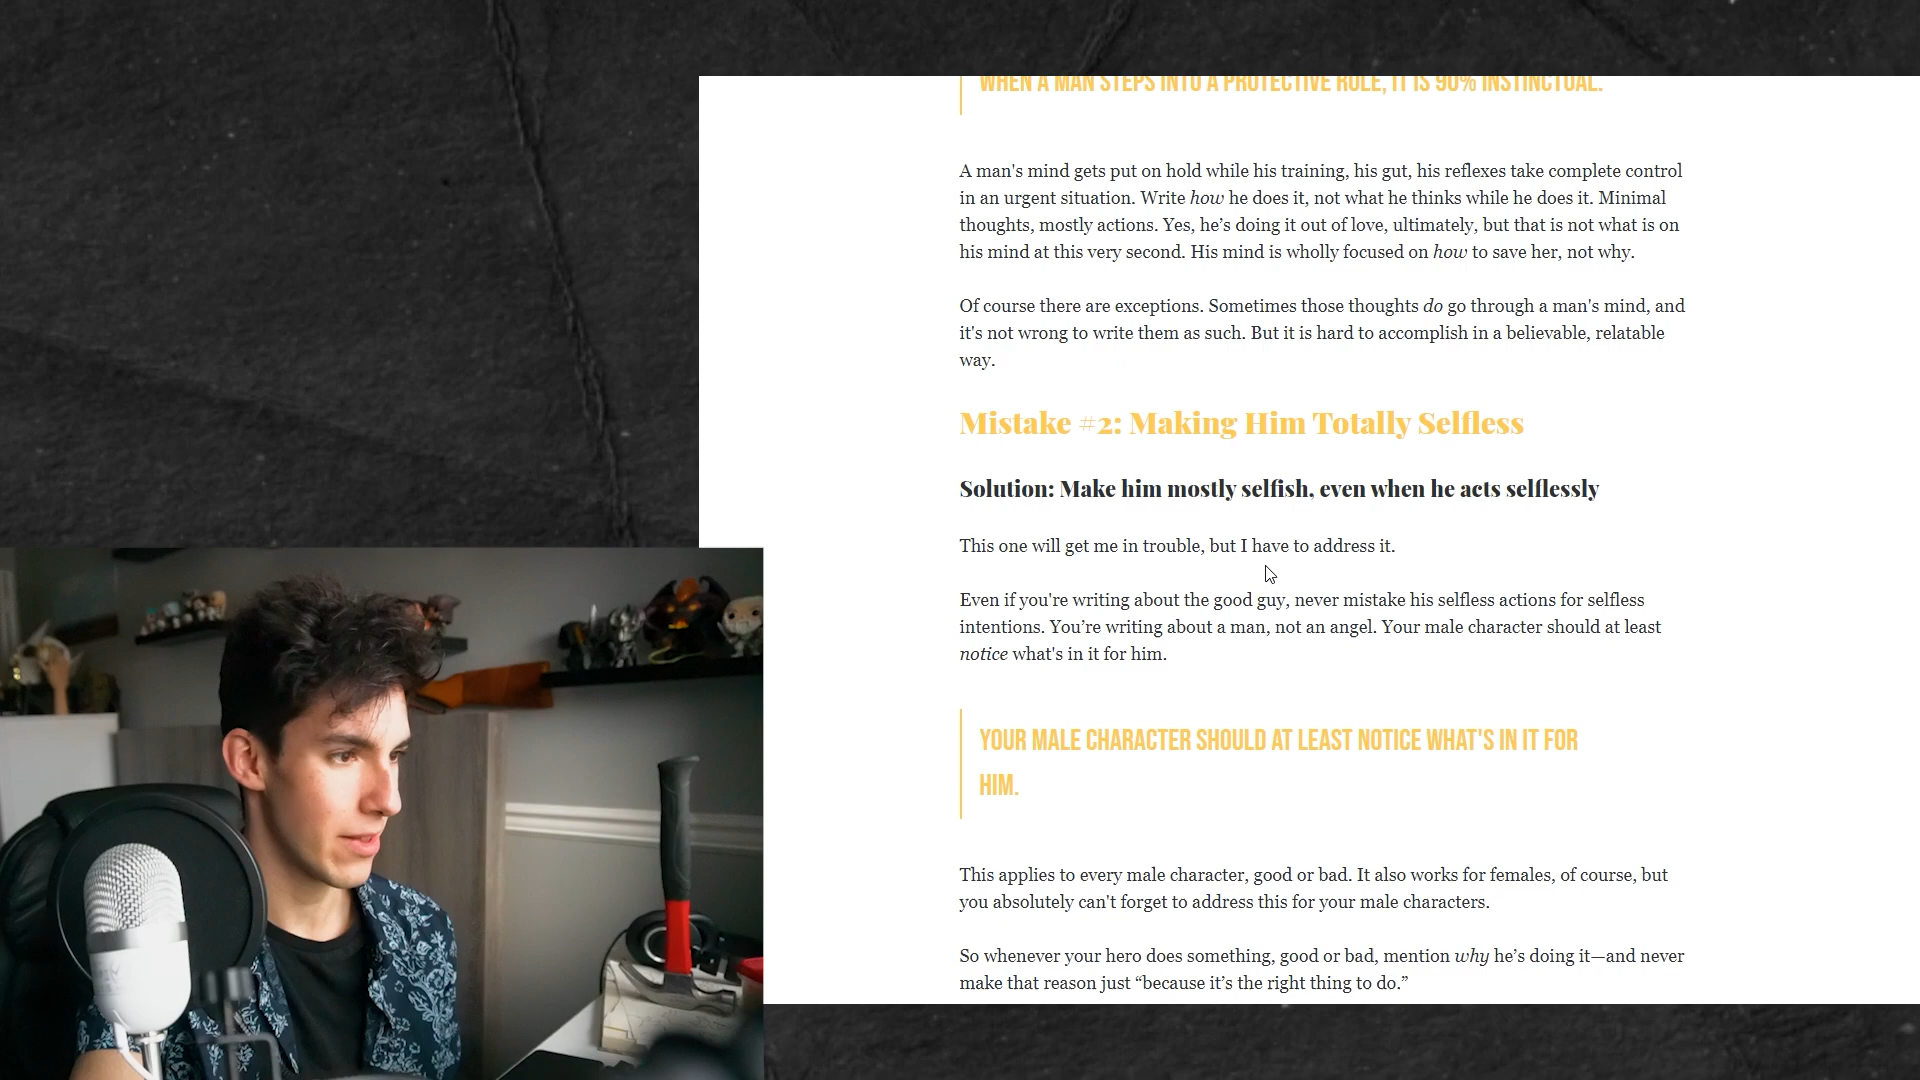 WHEN A MAN STEPS INTO A PROTECTIVE ROLE, IT IS 90% INSTINCTUAL.
A man's mind gets put on hold while his training, his gut, his reflexes take complete control
in an urgent situation. Write how he does it, not what he thinks while he does it. Minimal
thoughts, mostly actions. Yes, he’s doing it out of love, ultimately, but that is not what is on
his mind at this very second. His mind is wholly focused on how to save her, not why.
Of course there are exceptions. Sometimes those thoughts do go through a man's mind, and
it's not wrong to write them as such. But it is hard to accomplish in a believable, relatable
way.
Mistake #2: Making Him Totally Selfless
Solution: Make him mostly selfish, even when he acts selflessly
This one will get me in trouble, but I have to address it.
Even if you're writing about the good guy, never mistake his selfless actions for selfless
intentions. You’re writing about a man, not an angel. Your male character should at least
notice what's in it for him.
YOUR MALE CHARACTER SHOULD AT LEAST NOTICE WHAT'S IN IT FOR
HIM.
This applies to every male character, good or bad. It also works for females, of course, but
you absolutely can't forget to address this for your male characters.
So whenever your hero does something, good or bad, mention why he’s doing it—and never
make that reason just “because it’s the right thing to do.”